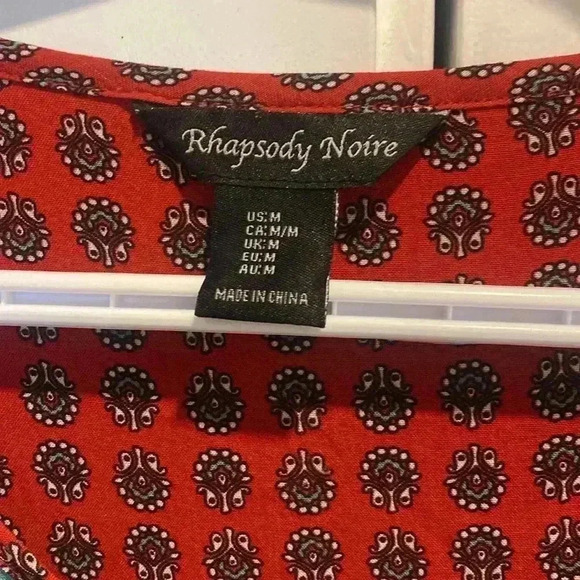 Rhapsody Noire
US:M
CA:M/M
UK:M
EU:M
AU:M
MADE IN CHINA